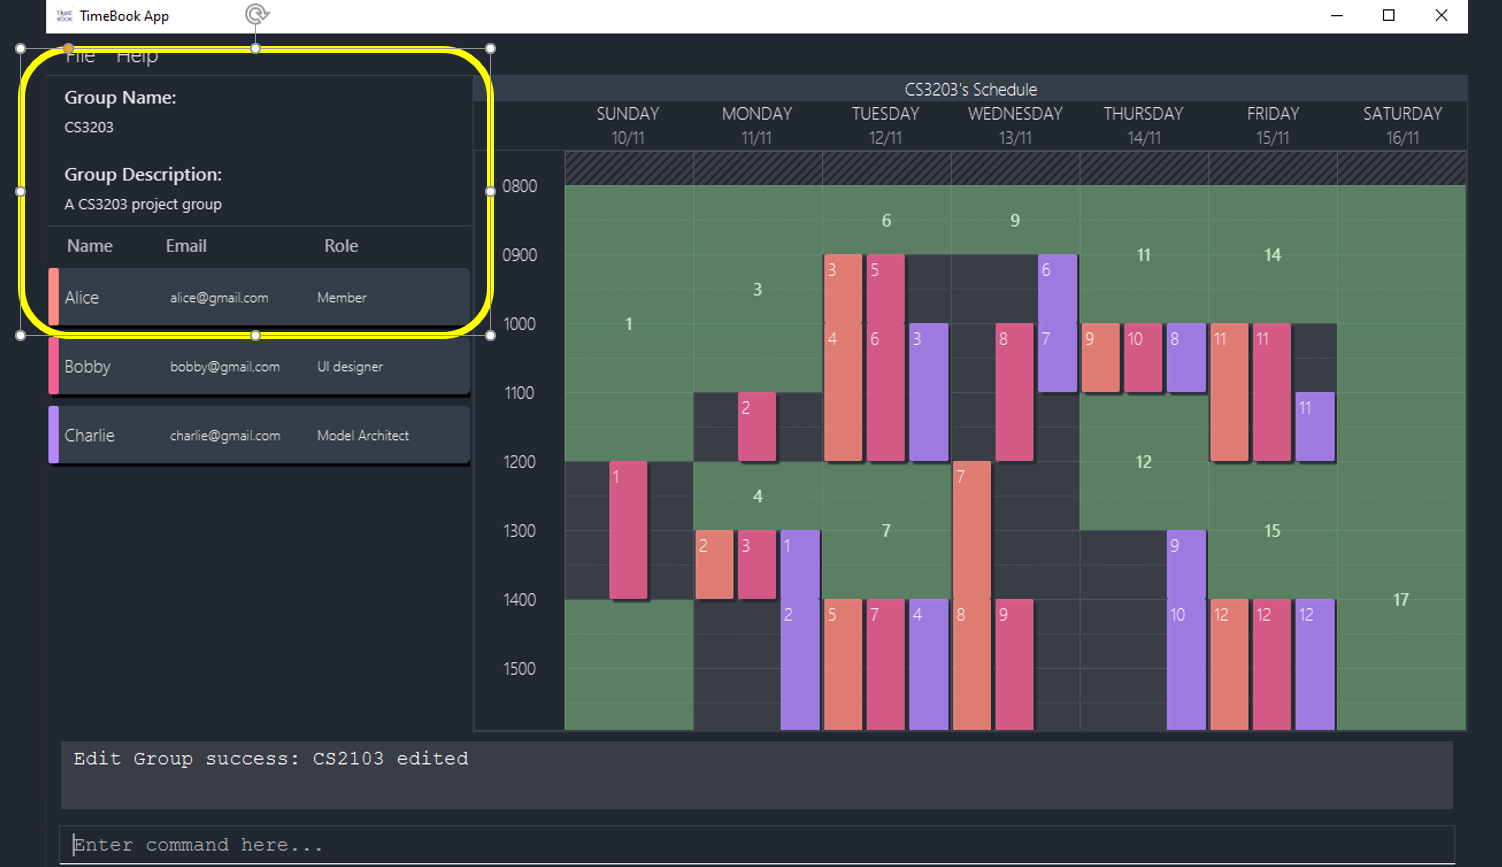 TimeBook App
File Help
Group Name:
CS3203
Group Description:
A CS3203 project group
Name Email Role
Alice alice@gmail.com Member
Bobby bobby@gmail.com UI designer
Charlie charlie@gmail.com Model Architect
CS3203's Schedule
SUNDAY MONDAY TUESDAY WEDNESDAY THURSDAY FRIDAY SATURDAY
10/11 11/11 12/11 13/11 14/11 15/11 16/11
0800
6 9
0900 11 14
3 5 6
3
1000 1
4 6 3 8 7 9 10 8 11 11
1100
2 11
1200 12
1 7
4
1300 7 15
2 3 1 9
1400 17
2 5 7 4 8 9 10 12 12 12
1500
Edit Group success: CS2103 edited
Enter command here...